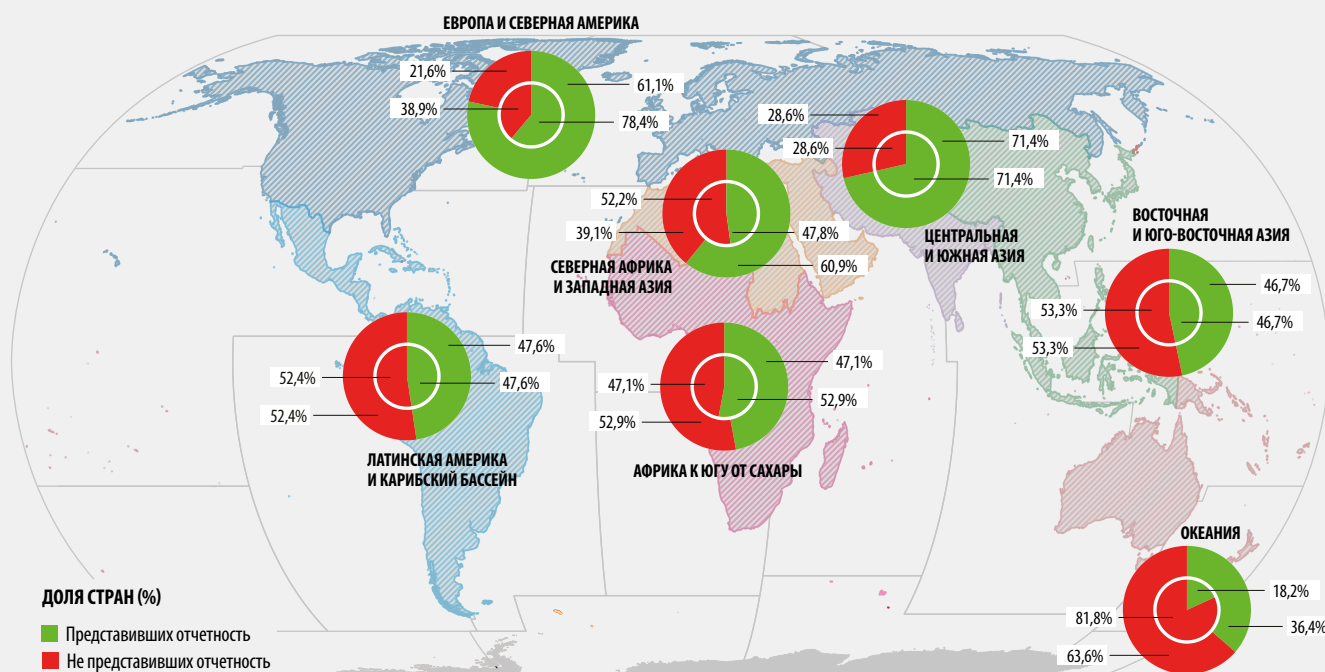 ЕВРОПА И СЕВЕРНАЯ АМЕРИКА
21,6%
61,1%
38,9%
78,4%
28,6%
71,4%
28,6%
71,4%
ЦЕНТРАЛЬНАЯ
И ЮЖНАЯ АЗИЯ
52,2%
47,8%
39,1%
60,9%
СЕВЕРНАЯ АФРИКА
И ЗАПАДНАЯ АЗИЯ
ВОСТОЧНАЯ
И ЮГО-ВОСТОЧНАЯ АЗИЯ
46,7%
53,3%
46,7%
53,3%
47,6%
52,4%
47,6%
52,4%
ЛАТИНСКАЯ АМЕРИКА
И КАРИБСКИЙ БАССЕЙН
47,1%
47,1%
52,9%
52,9%
АФРИКА К ЮГУ ОТ САХАРЫ
ОКЕАНИЯ
18,2%
81,8%
36,4%
63,6%
ДОЛЯ СТРАН (%)
Представивших отчетность
Не представивших отчетность